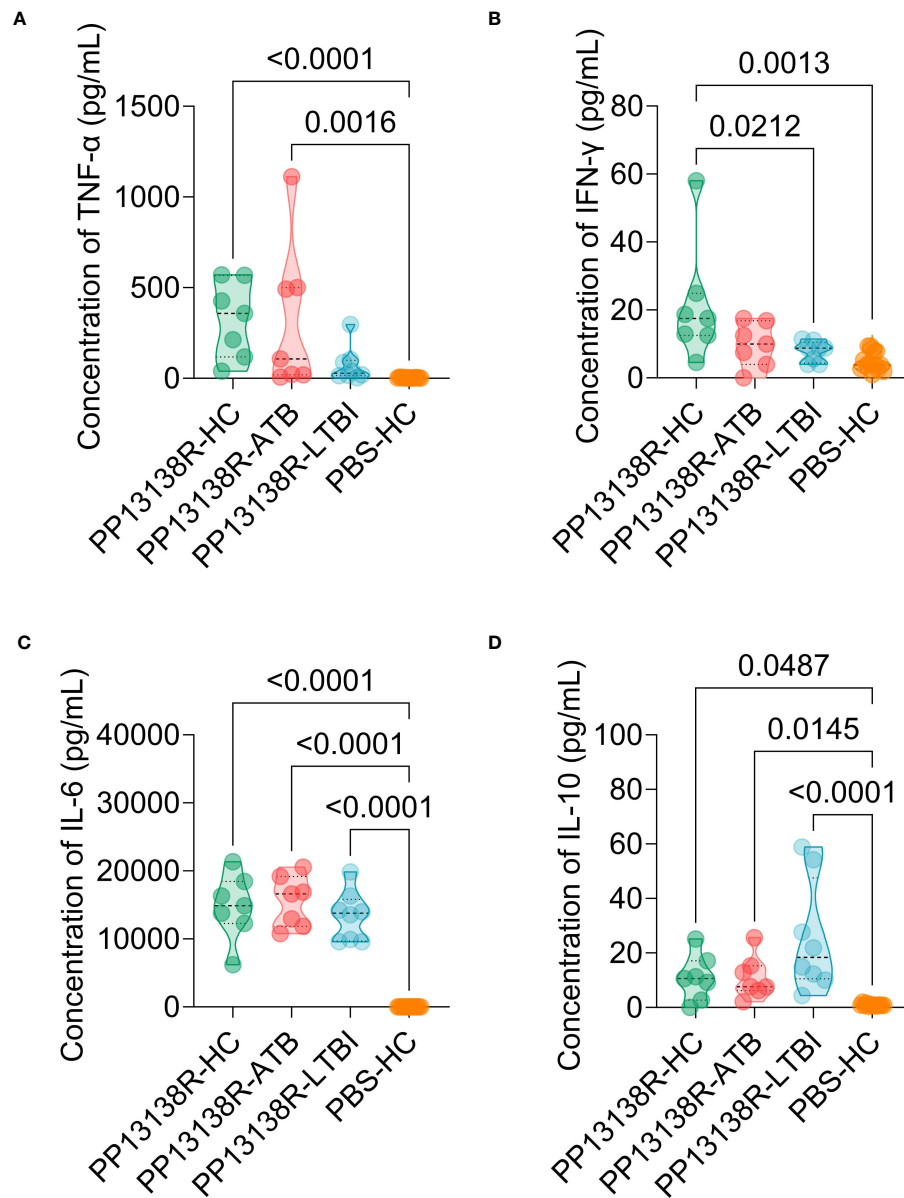 A
Concentration of TNF-α (pg/mL)
<0.0001
0.0016
1500
1000
500
0
PP13138R-HC
PP13138R-ATB
PP13138R-LTBI
PBS-HC
B
Concentration of IFN-γ (pg/mL)
0.0013
0.0212
80
60
40
20
0
PP13138R-HC
PP13138R-ATB
PP13138R-LTBI
PBS-HC
C
Concentration of IL-6 (pg/mL)
<0.0001
<0.0001
<0.0001
40000
30000
20000
10000
0
PP13138R-HC
PP13138R-ATB
PP13138R-LTBI
PBS-HC
D
Concentration of IL-10 (pg/mL)
0.0487
0.0145
<0.0001
100
80
60
40
20
0
PP13138R-HC
PP13138R-ATB
PP13138R-LTBI
PBS-HC